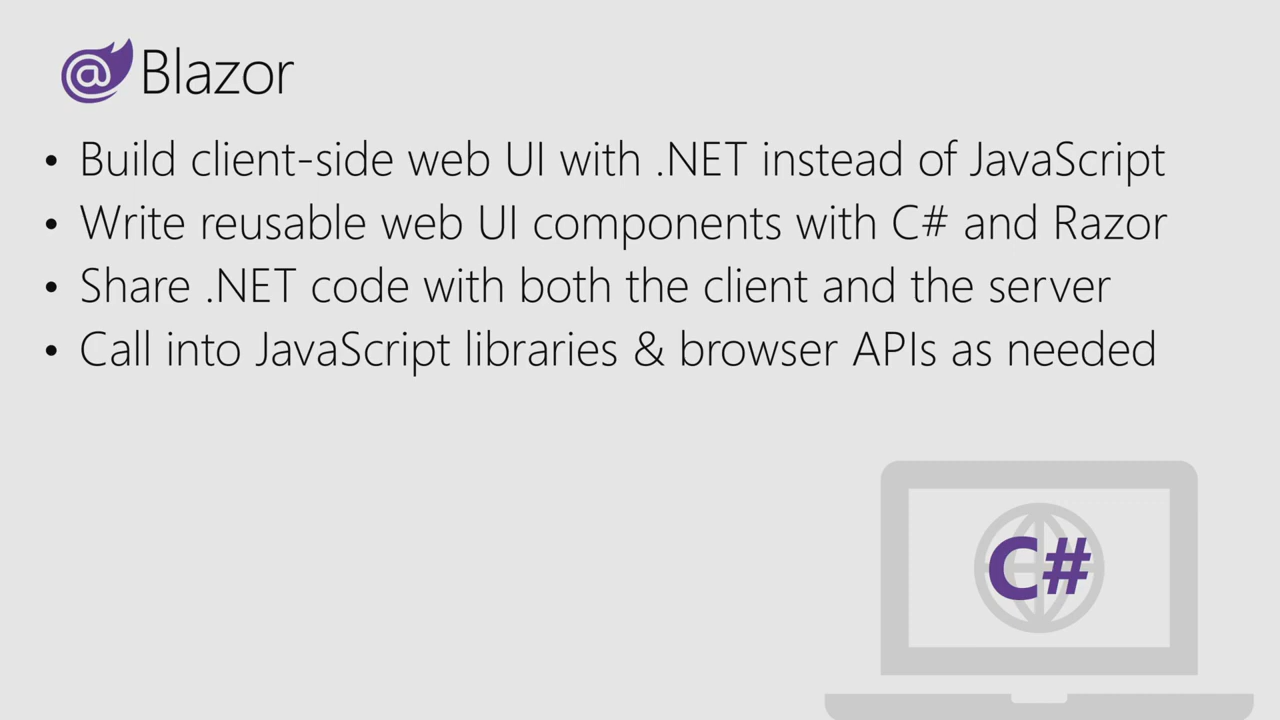 @ Blazor
• Build client-side web UI with .NET instead of JavaScript
• Write reusable web UI components with C# and Razor
• Share .NET code with both the client and the server
• Call into JavaScript libraries & browser APIs as needed
C#